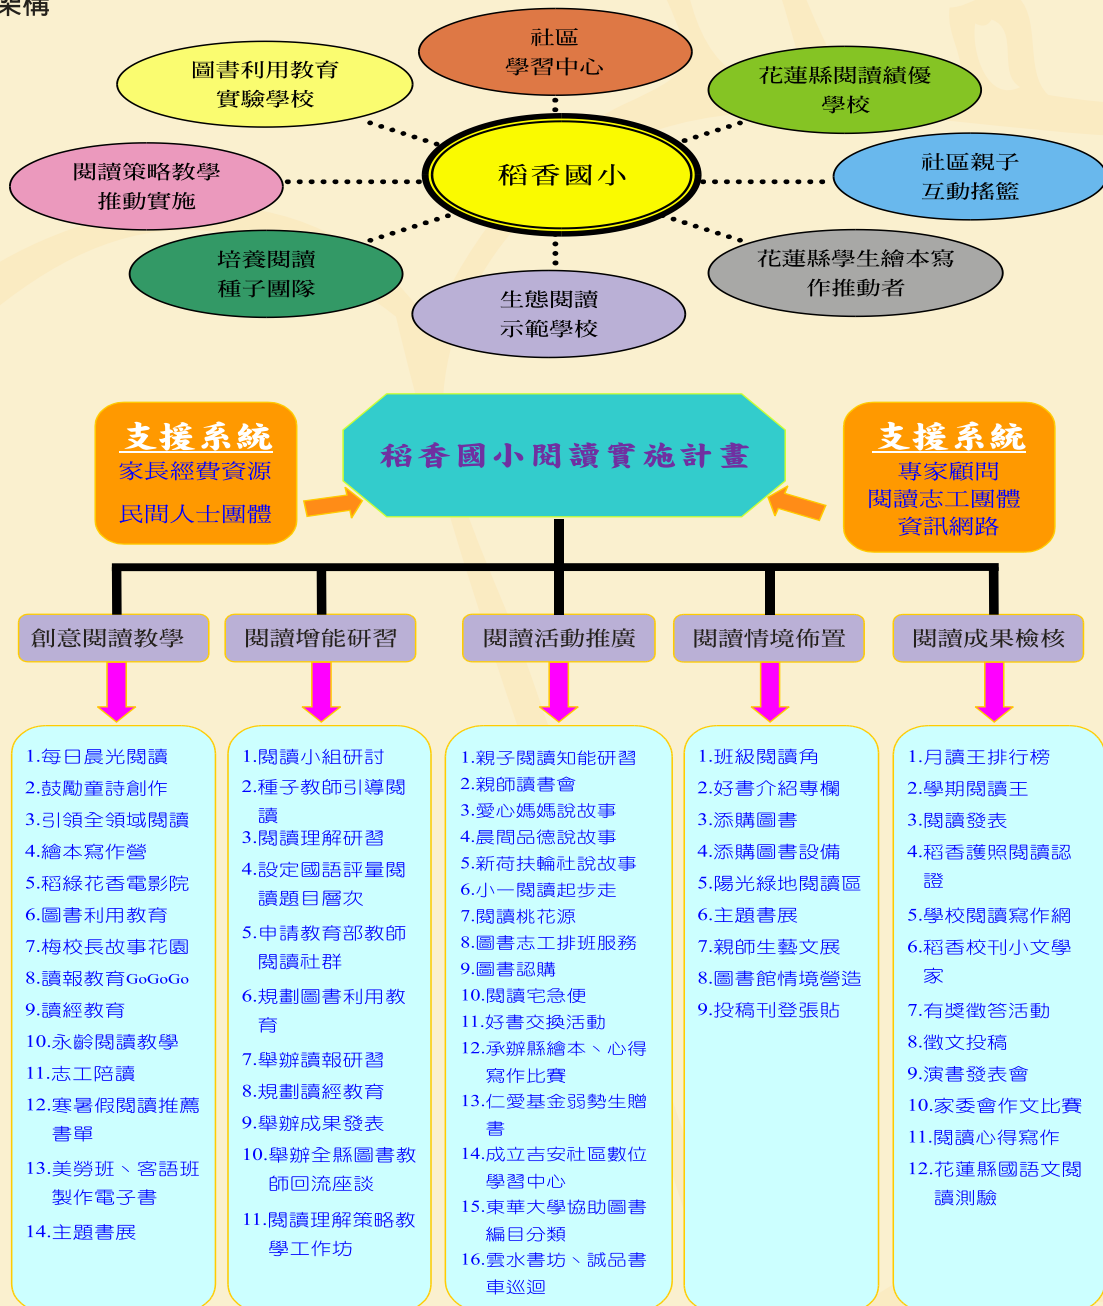 架構
社區
學習中心
圖書利用教育
實驗學校
花蓮縣閱讀績優
學校
閱讀策略教學
推動實施
稻香國小
社區親子
互動搖籃
培養閱讀
種子團隊
生態閱讀
示範學校
花蓮縣學生繪本寫
作推動者
支援系統
家長經費資源
民間人士團體
稻香國小閱讀實施計畫
支援系統
專家顧問
閱讀志工團體
資訊網路
創意閱讀教學
閱讀增能研習
閱讀活動推廣
閱讀情境佈置
閱讀成果檢核
1.每日晨光閱讀
2.鼓勵童詩創作
3.引領全領域閱讀
4.繪本寫作營
5.稻綠花香電影院
6.圖書利用教育
7.梅校長故事花園
8.讀報教育GoGoGo
9.讀經教育
10.永齡閱讀教學
11.志工陪讀
12.寒暑假閱讀推薦
書單
13.美勞班、客語班
製作電子書
14.主題書展
1.閱讀小組研討
2.種子教師引導閱
讀
3.閱讀理解研習
4.設定國語評量閱
讀題目層次
5.申請教育部教師
閱讀社群
6.規劃圖書利用教
育
7.舉辦讀報研習
8.規劃讀經教育
9.舉辦成果發表
10.舉辦全縣圖書教
師回流座談
11.閱讀理解策略教
學工作坊
1.親子閱讀知能研習
2.親師讀書會
3.愛心媽媽說故事
4.晨間品德說故事
5.新荷扶輪社說故事
6.小一閱讀起步走
7.閱讀桃花源
8.圖書志工排班服務
9.圖書認購
10.閱讀宅急便
11.好書交換活動
12.承辦縣繪本、心得
寫作比賽
13.仁愛基金弱勢生贈
書
14.成立吉安社區數位
學習中心
15.東華大學協助圖書
編目分類
16.雲水書坊、誠品書
車巡迴
1.班級閱讀角
2.好書介紹專欄
3.添購圖書
4.添購圖書設備
5.陽光綠地閱讀區
6.主題書展
7.親師生藝文展
8.圖書館情境營造
9.投稿刊登張貼
1.月讀王排行榜
2.學期閱讀王
3.閱讀發表
4.稻香護照閱讀認
證
5.學校閱讀寫作網
6.稻香校刊小文學
家
7.有獎徵答活動
8.徵文投稿
9.演書發表會
10.家委會作文比賽
11.閱讀心得寫作
12.花蓮縣國語文閱
讀測驗